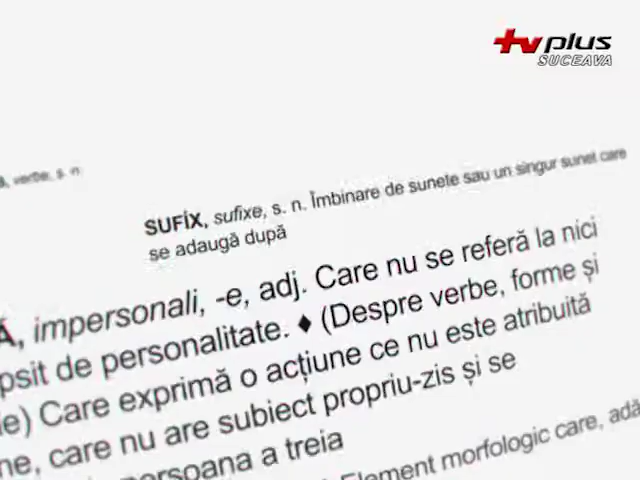 tv plus
SUCEAVA
verbe, s. n.
SUFÍX, sufixe, s. n. Îmbinare de sunete sau un singur sunet care
se adaugă după
Ă, impersonali, -e, adj. Care nu se referă la nici
psit de personalitate. ♦ (Despre verbe, forme și
le) Care exprimă o acțiune ce nu este atribuită
ne, care nu are subiect propriu-zis și se
persoana a treia
Element morfologic care, adă